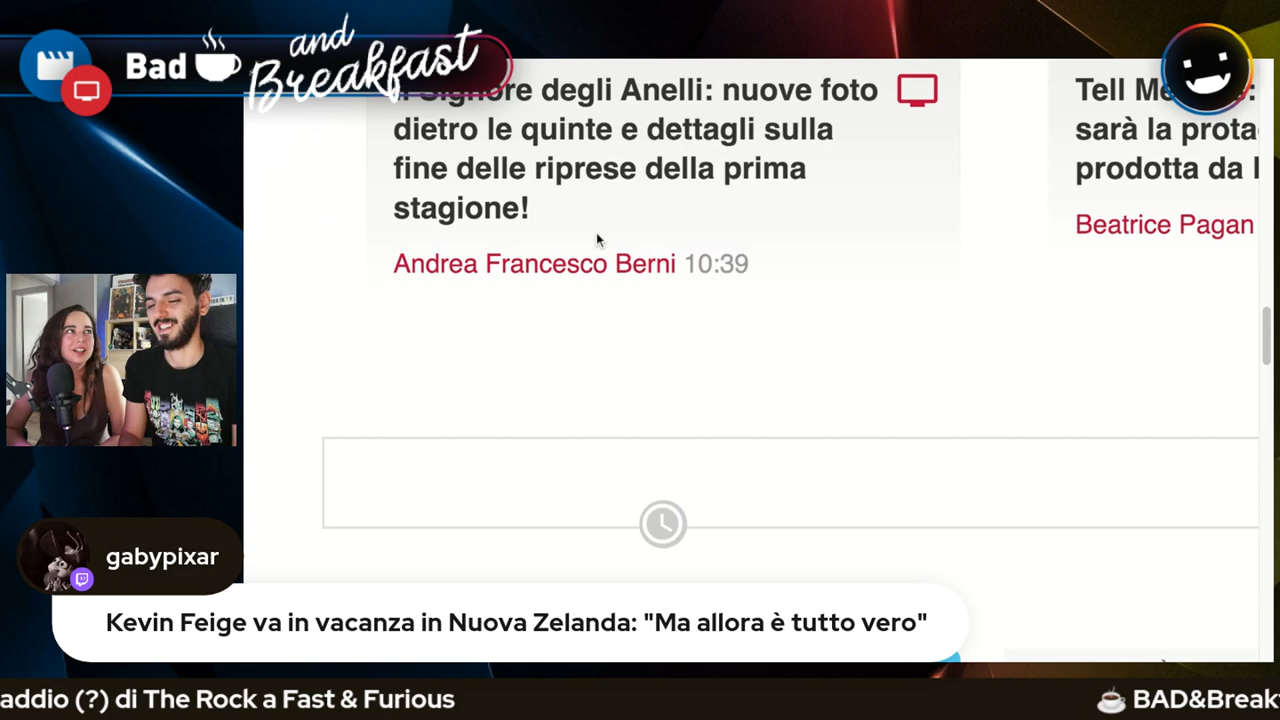 Bad and Breakfast
Signore degli Anelli: nuove foto
dietro le quinte e dettagli sulla
fine delle riprese della prima
stagione!
Andrea Francesco Berni 10:39
Tell Me
sarà la
prodotta da
Beatrice Pagan
gabypixar
Kevin Feige va in vacanza in Nuova Zelanda: "Ma allora è tutto vero"
addio (?) di The Rock a Fast & Furious
☕ BAD&Break